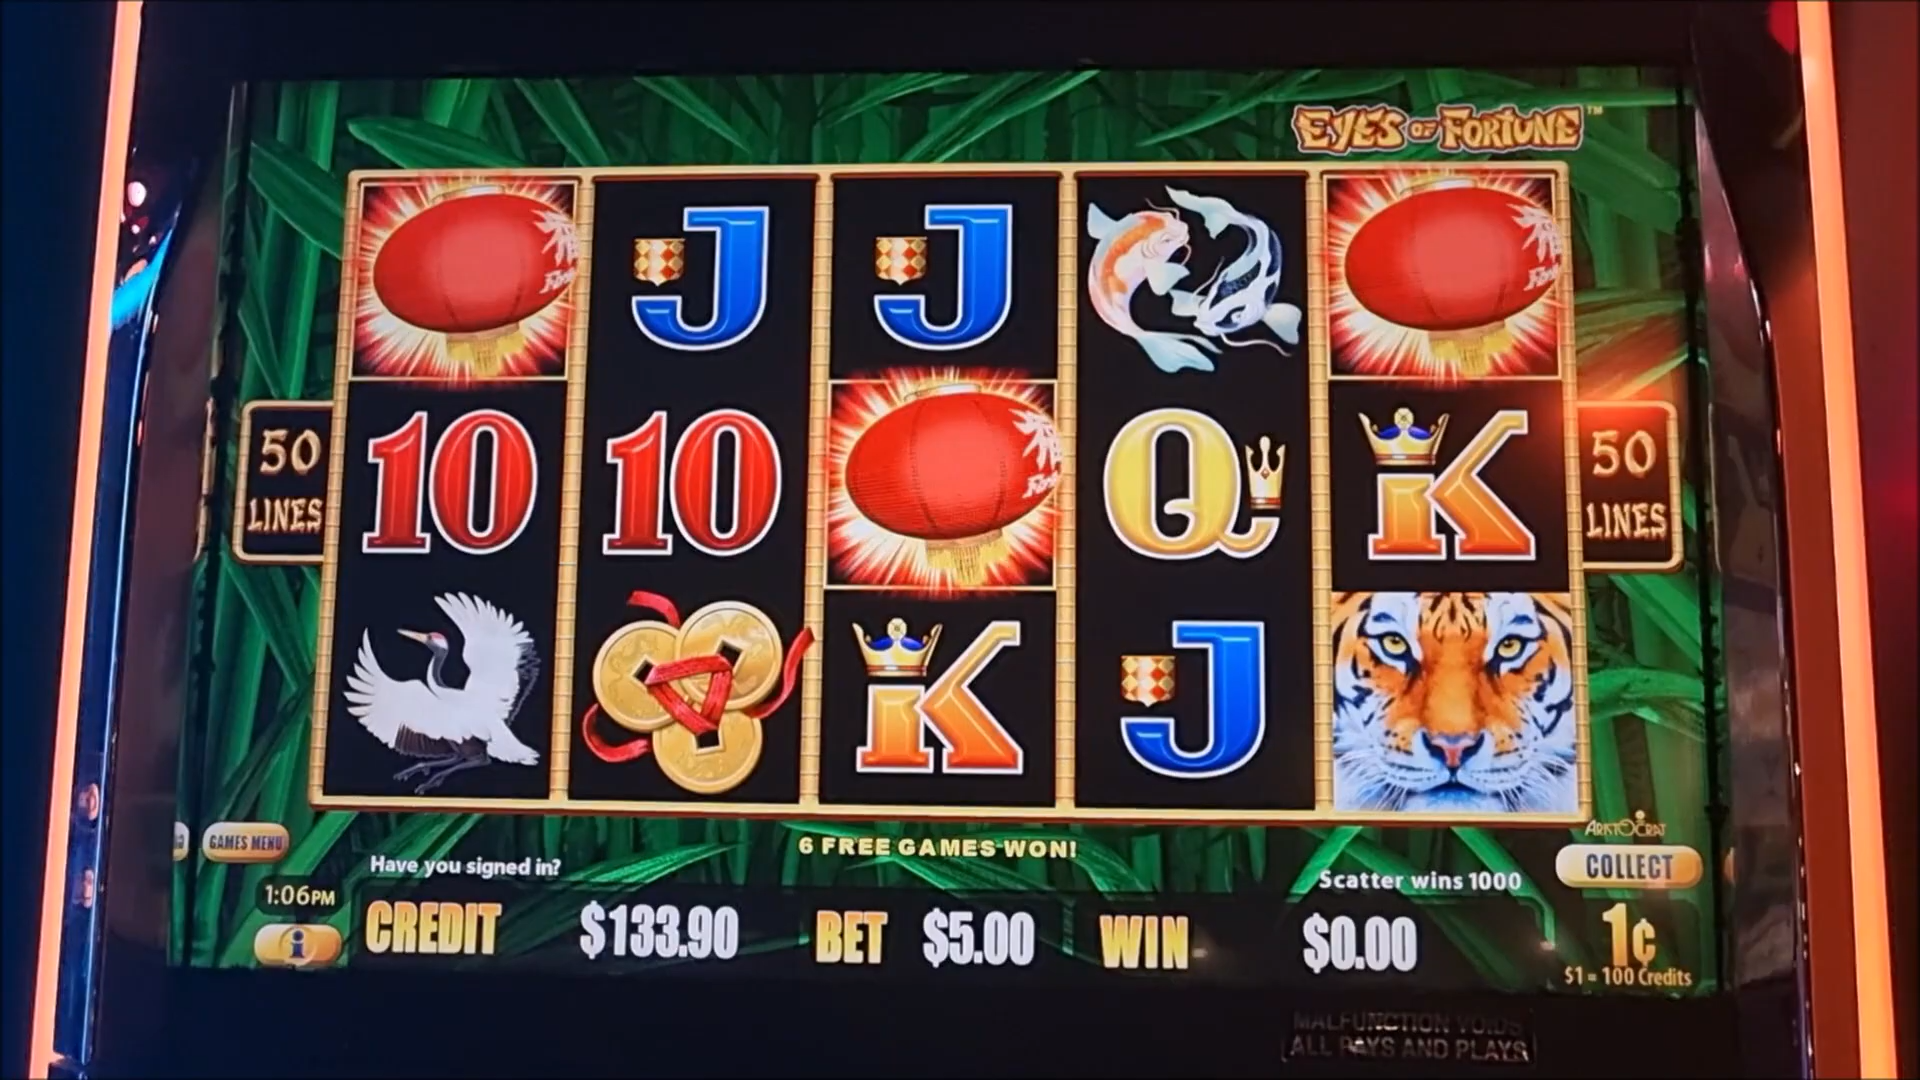 EYES OF FORTUNE™
J
J
50
LINES
10
10
Q
K
50
LINES
K
J
GAMES MENU
6 FREE GAMES WON!
ARISTOCRAT
Have you signed in?
Scatter wins 1000
COLLECT
1:06PM
CREDIT $133.90 BET $5.00 WIN $0.00
1¢
$1 = 100 Credits
MALFUNCTION VOIDS
ALL PAYS AND PLAYS